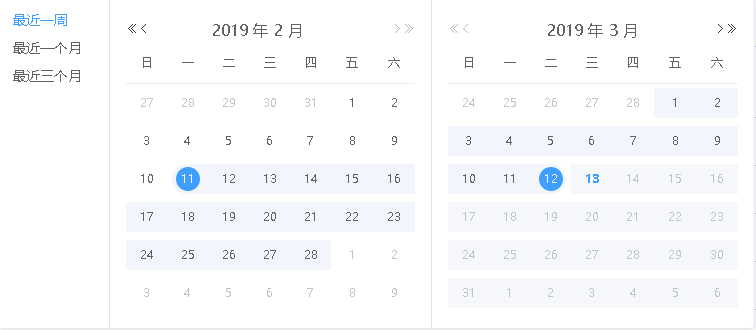 最近一周
最近一个月
最近三个月
2019 年 2 月
日 一 二 三 四 五 六
27 28 29 30 31 1 2
3 4 5 6 7 8 9
10 11 12 13 14 15 16
17 18 19 20 21 22 23
24 25 26 27 28 1 2
3 4 5 6 7 8 9
2019 年 3 月
日 一 二 三 四 五 六
24 25 26 27 28 1 2
3 4 5 6 7 8 9
10 11 12 13 14 15 16
17 18 19 20 21 22 23
24 25 26 27 28 29 30
31 1 2 3 4 5 6